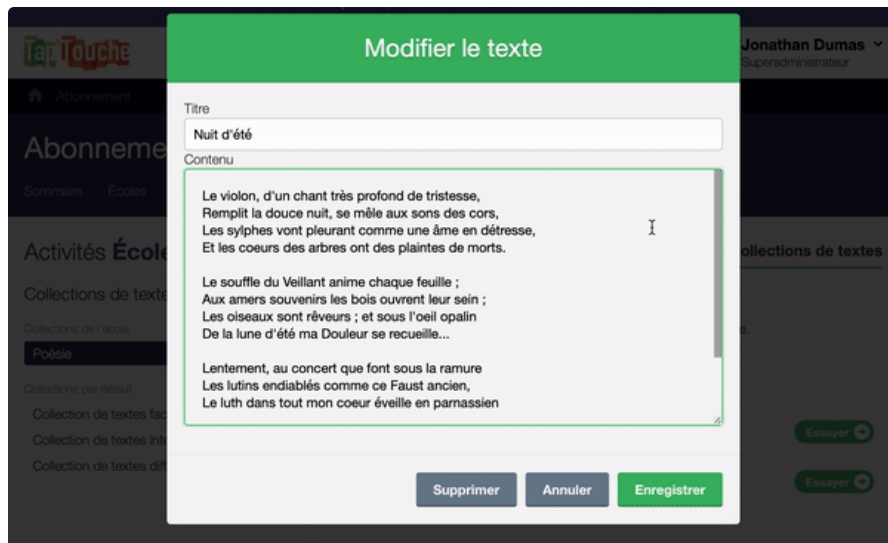 Tap'Touche
Modifier le texte
Jonathan Dumas
Superadministrateur
Abonnement
Abonneme
Sommaire Écoles
Titre
Nuit d'été
Contenu
Le violon, d'un chant très profond de tristesse,
Remplit la douce nuit, se mêle aux sons des cors,
Les sylphes vont pleurant comme une âme en détresse,
Et les coeurs des arbres ont des plaintes de morts.
Le souffle du Veillant anime chaque feuille ;
Aux amers souvenirs les bois ouvrent leur sein ;
Les oiseaux sont rêveurs ; et sous l'oeil opalin
De la lune d'été ma Douleur se recueille...
Lentement, au concert que font sous la ramure
Les lutins endiablés comme ce Faust ancien,
Le luth dans tout mon coeur éveille en parnassien
Activités École
ollections de textes
Collections de texte
Collections de l'école
Poésie
e.
Collections par défaut
Collection de textes fac
Collection de textes inte
Collection de textes diff
Essayer
Essayer
Supprimer Annuler Enregistrer